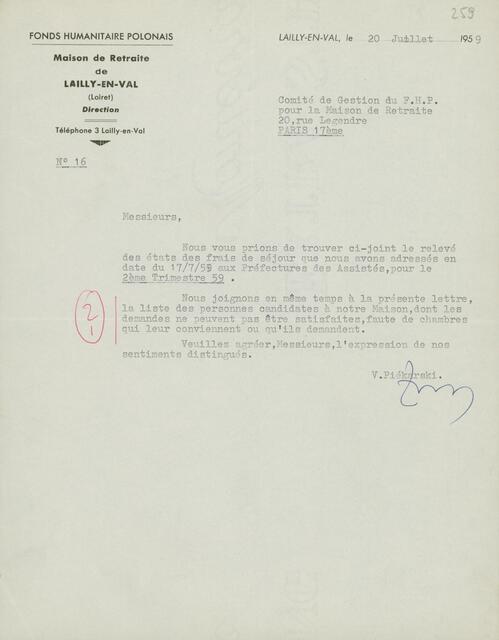 259
FONDS HUMANITAIRE POLONAIS
Maison de Retraite
de
LAILLY-EN-VAL
(Loiret)
Direction
Téléphone 3 Lailly-en-Val
N° 16
LAILLY-EN-VAL, le 20 Juillet 1959
Comité de Gestion du F.H.P.
pour la Maison de Retraite
20,rue Legendre
PARIS 17ème
Messieurs,
Nous vous prions de trouver ci-joint le relevé
des états des frais de séjour que nous avons adressés en
date du 17/7/59 aux Préfectures des Assistés,pour le
2ème Trimestre 59 .
Nous joignons en même temps à la présente lettre,
la liste des personnes candidates à notre Maison,dont les
demandes ne peuvent pas être satisfaites,faute de chambres
qui leur conviennent ou qu'ils demandent.
2
1
Veuillez agréer,Messieurs,l'expression de nos
sentiments distingués.
V.Piékarski.